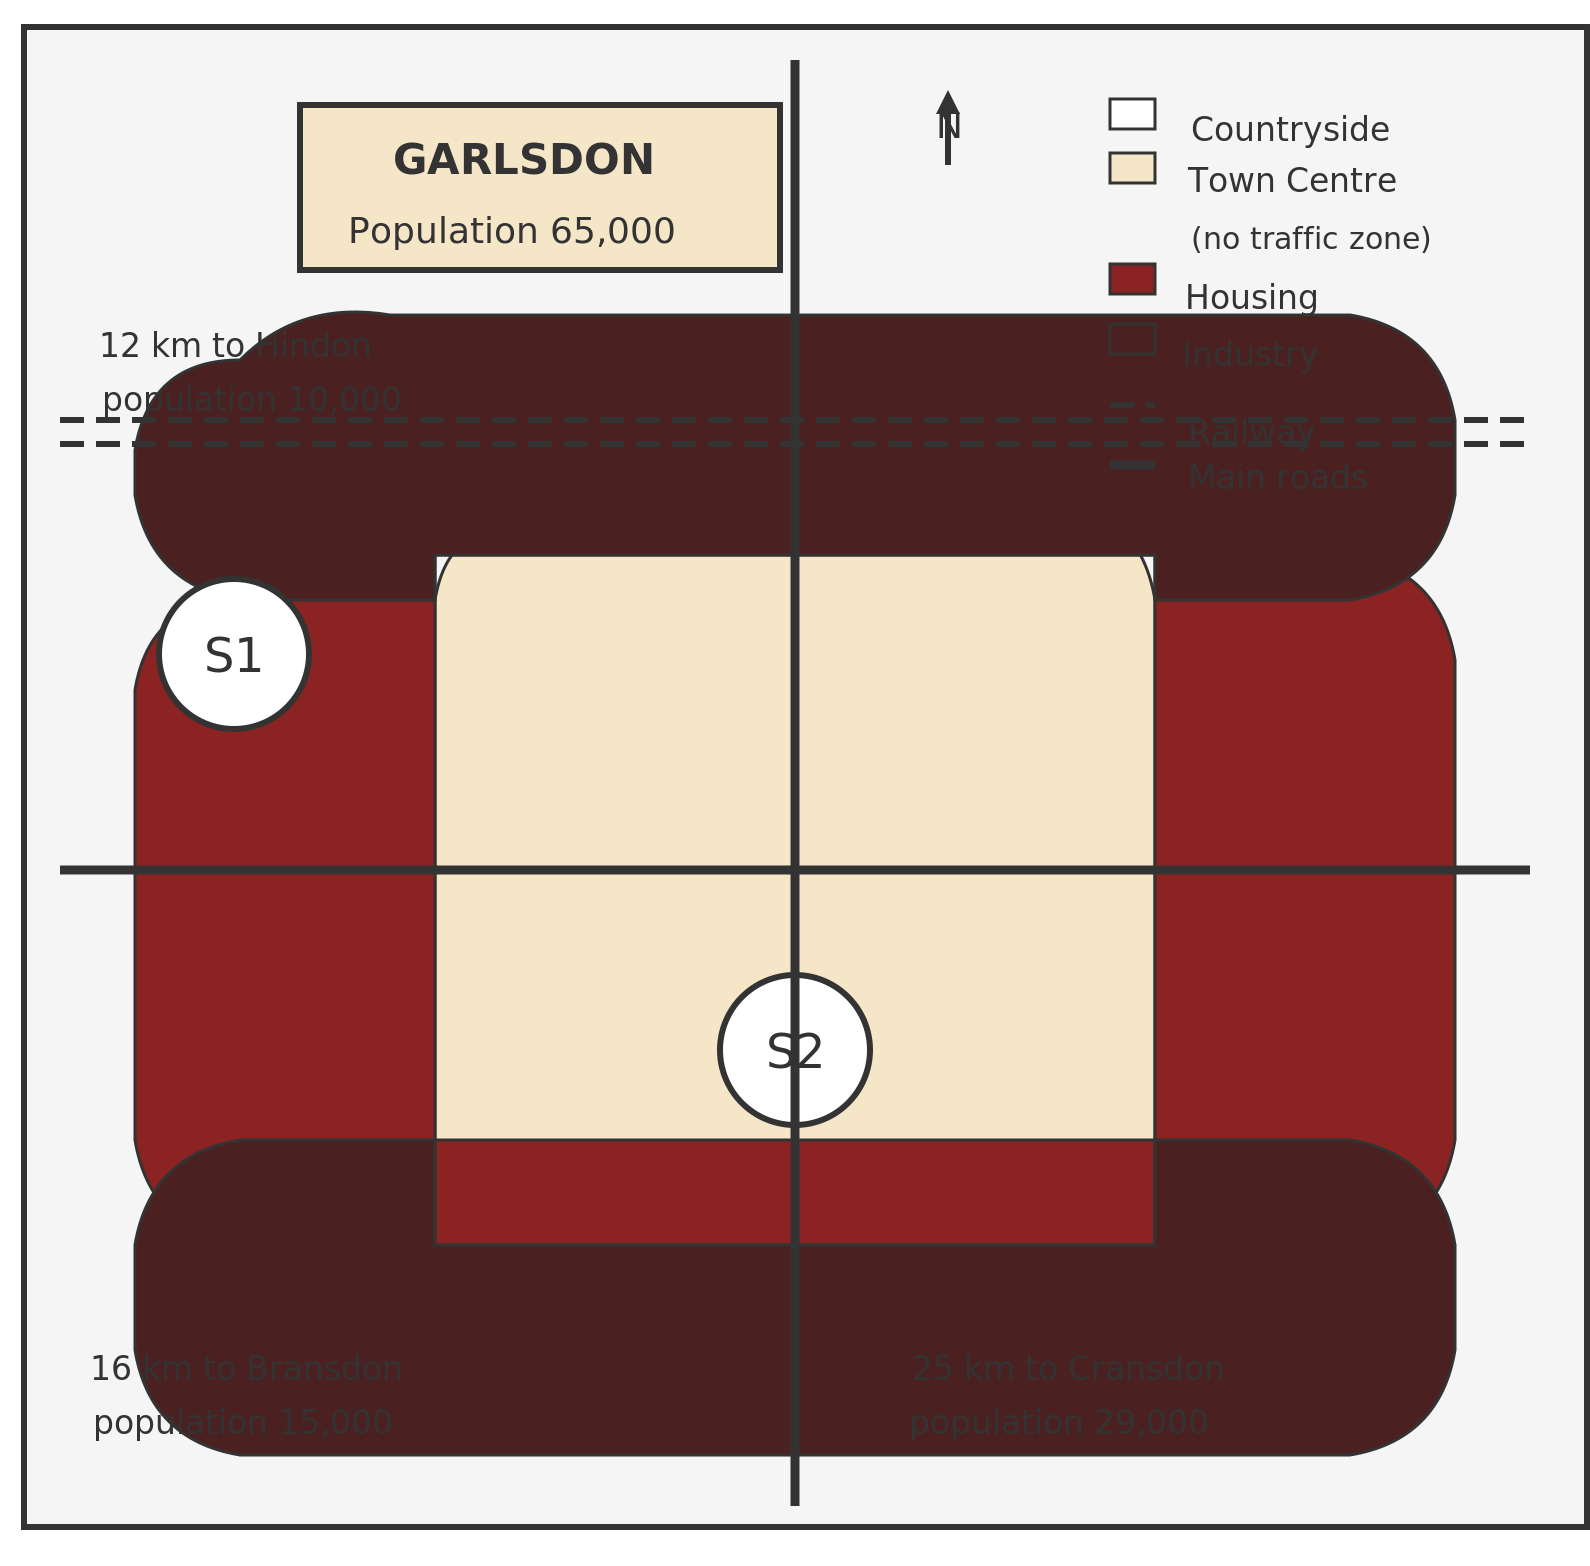 GARLSDON
Population 65,000
N
Countryside
Town Centre
(no traffic zone)
Housing
Industry
Railway
Main roads
12 km to Hindon
population 10,000
S1
S2
16 km to Bransdon
population 15,000
25 km to Cransdon
population 29,000